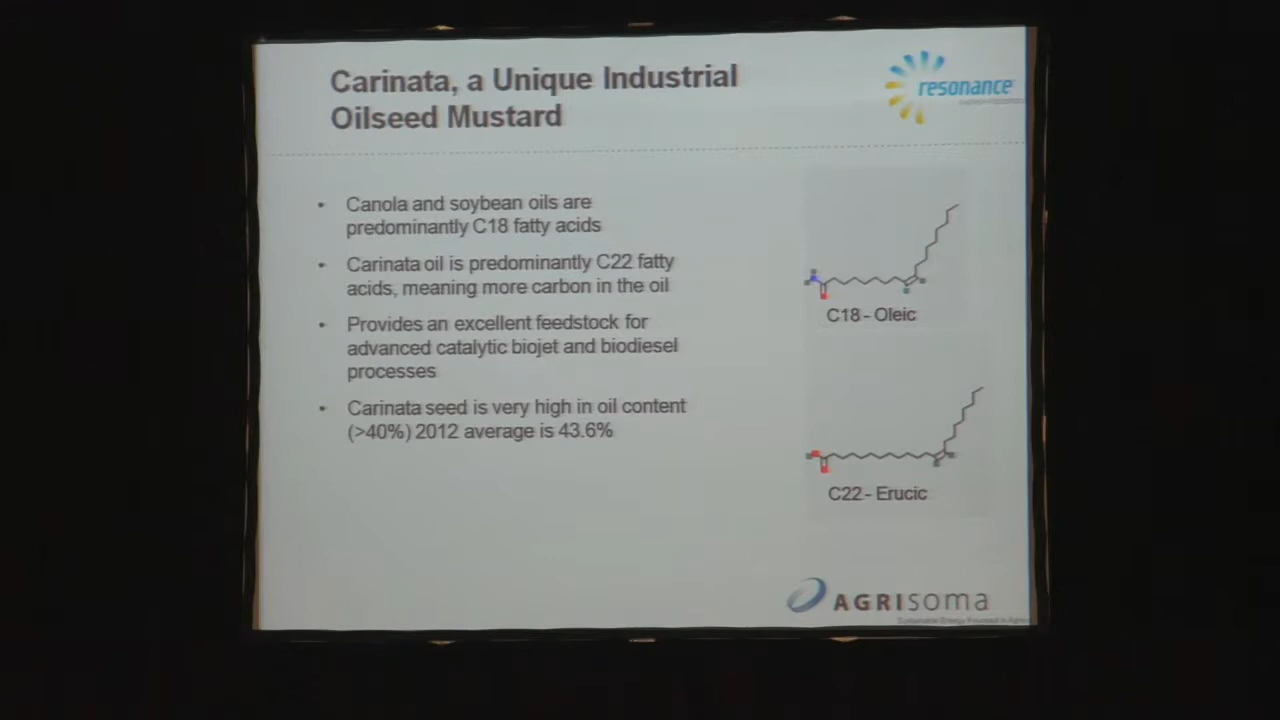 Carinata, a Unique Industrial
Oilseed Mustard
resonance
• Canola and soybean oils are
predominantly C18 fatty acids
• Carinata oil is predominantly C22 fatty
acids, meaning more carbon in the oil
• Provides an excellent feedstock for
advanced catalytic biojet and biodiesel
processes
• Carinata seed is very high in oil content
(>40%) 2012 average is 43.6%
C18 - Oleic
C22 - Erucic
AGRISOMA